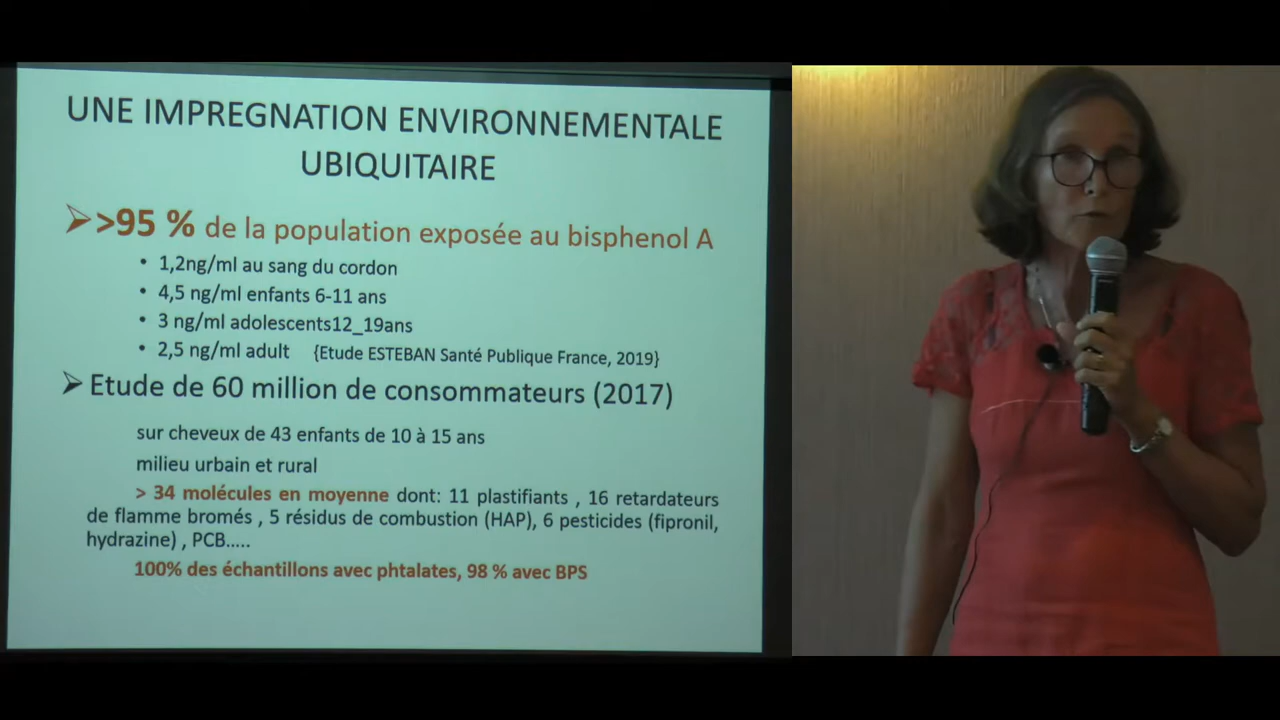 UNE IMPREGNATION ENVIRONNEMENTALE
UBIQUITAIRE
>95 % de la population exposée au bisphenol A
• 1,2ng/ml au sang du cordon
• 4,5 ng/ml enfants 6-11 ans
• 3 ng/ml adolescents12_19ans
• 2,5 ng/ml adult {Etude ESTEBAN Santé Publique France, 2019}
Etude de 60 million de consommateurs (2017)
sur cheveux de 43 enfants de 10 à 15 ans
milieu urbain et rural
> 34 molécules en moyenne dont: 11 plastifiants , 16 retardateurs
de flamme bromés , 5 résidus de combustion (HAP), 6 pesticides (fipronil,
hydrazine) , PCB.....
100% des échantillons avec phtalates, 98 % avec BPS